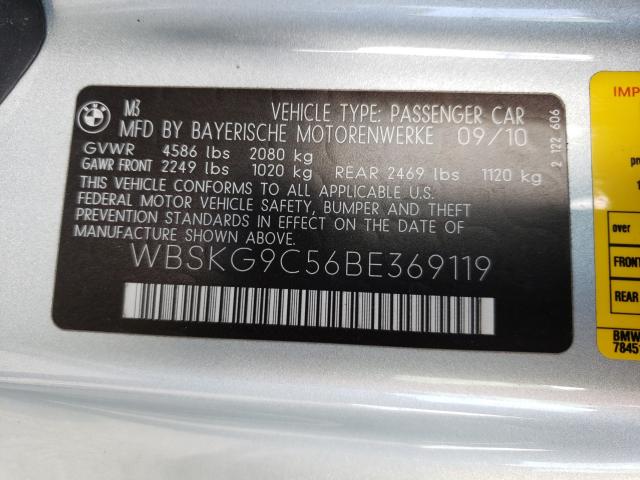 BMW
M3 VEHICLE TYPE: PASSENGER CAR
MFD BY BAYERISCHE MOTORENWERKE 09/10
GVWR 4586 lbs 2080 kg
GAWR FRONT 2249 lbs 1020 kg REAR 2469 lbs 1120 kg
THIS VEHICLE CONFORMS TO ALL APPLICABLE U.S.
FEDERAL MOTOR VEHICLE SAFETY, BUMPER AND THEFT
PREVENTION STANDARDS IN EFFECT ON THE DATE OF
MANUFACTURE SHOWN ABOVE.
WBSKG9C56BE369119
2 122 606
over
FRONT
REAR
BMW